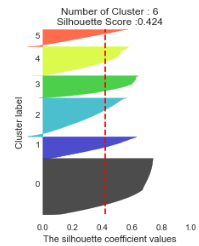 Number of Cluster : 6
Silhouette Score :0.424
Cluster label
5
4
3
2
1
0
0.0 0.2 0.4 0.6 0.8 1.0
The silhouette coefficient values